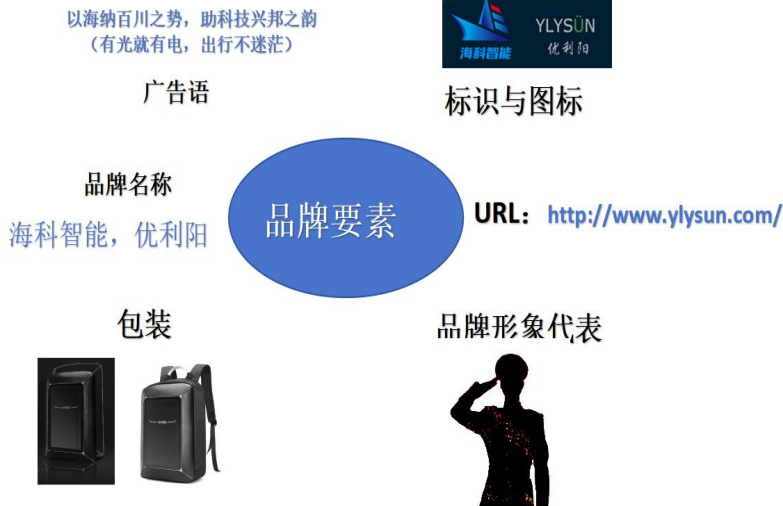 以海纳百川之势，助科技兴邦之韵
（有光就有电，出行不迷茫）
广告语
海科智能
YLYSÜN
优利阳
标识与图标
品牌名称
海科智能，优利阳
品牌要素
URL：http://www.ylysun.com/
包装
品牌形象代表